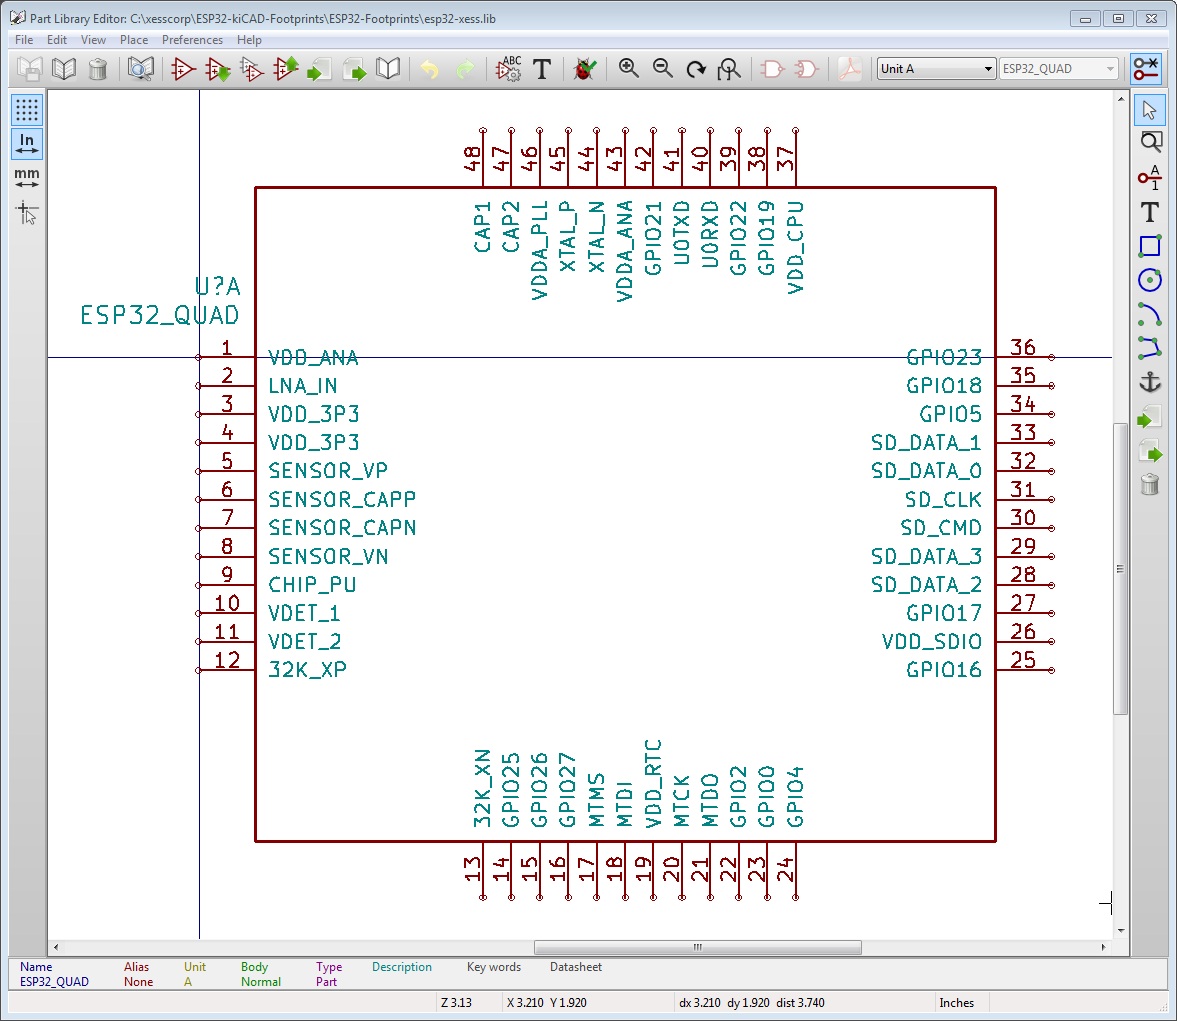 Part Library Editor: C:\xesscorp\ESP32-kiCAD-Footprints\ESP32-Footprints\esp32-xess.lib
File Edit View Place Preferences Help
ABC T Unit A ESP32_QUAD
In
mm
A
1
T
48 47 46 45 44 43 42 41 40 39 38 37
CAP1 CAP2 VDDA_PLL XTAL_P XTAL_N VDDA_ANA GPIO21 U0TXD U0RXD GPIO22 GPIO19 VDD_CPU
U?A
ESP32_QUAD
1 VDD_ANA GPIO23 36
2 LNA_IN GPIO18 35
3 VDD_3P3 GPIO5 34
4 VDD_3P3 SD_DATA_1 33
5 SENSOR_VP SD_DATA_0 32
6 SENSOR_CAPP SD_CLK 31
7 SENSOR_CAPN SD_CMD 30
8 SENSOR_VN SD_DATA_3 29
9 CHIP_PU SD_DATA_2 28
10 VDET_1 GPIO17 27
11 VDET_2 VDD_SDIO 26
12 32K_XP GPIO16 25
32K_XN GPIO25 GPIO26 GPIO27 MTMS MTDI VDD_RTC MTCK MTDO GPIO2 GPIO0 GPIO4
13 14 15 16 17 18 19 20 21 22 23 24
Name Alias Unit Body Type Description Key words Datasheet
ESP32_QUAD None A Normal Part
Z 3.13 X 3.210 Y 1.920 dx 3.210 dy 1.920 dist 3.740 Inches